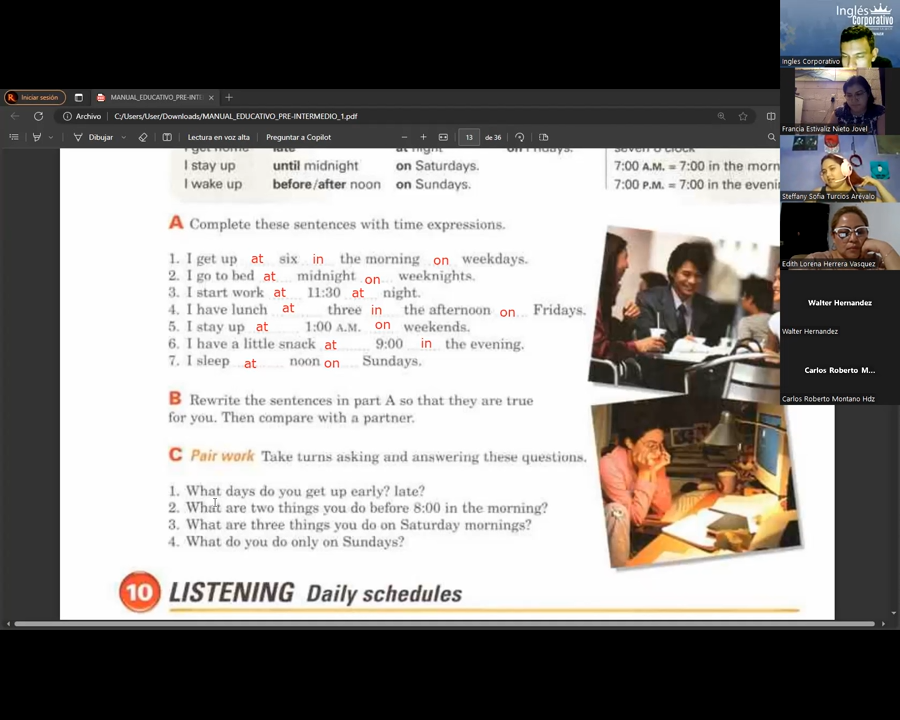 Inglés
Corporativo
Ingles Corporativo
Iniciar sesión
MANUAL_EDUCATIVO_PRE-INTE
Archivo
C:/Users/User/Downloads/MANUAL_EDUCATIVO_PRE-INTERMEDIO_1.pdf
Francia Estivaliz Nieto Jovel
Dibujar
Lectura en voz alta
Preguntar a Copilot
13 de 36
I get home late at night on Fridays. seven o'clock
I stay up until midnight on Saturdays. 7:00 A.M. = 7:00 in the morn
I wake up before/after noon on Sundays. 7:00 P.M. = 7:00 in the evenin
Steffany Sofia Turcios Arévalo
A Complete these sentences with time expressions.
1. I get up at six in the morning on weekdays.
2. I go to bed at midnight on weeknights.
3. I start work at 11:30 at night.
4. I have lunch at three in the afternoon on Fridays.
5. I stay up at 1:00 A.M. on weekends.
6. I have a little snack at 9:00 in the evening.
7. I sleep at noon on Sundays.
Edith Lorena Herrera Vasquez
Walter Hernandez
Walter Hernandez
Carlos Roberto M...
Carlos Roberto Montano Hdz
B Rewrite the sentences in part A so that they are true
for you. Then compare with a partner.
C Pair work Take turns asking and answering these questions.
1. What days do you get up early? late?
2. What are two things you do before 8:00 in the morning?
3. What are three things you do on Saturday mornings?
4. What do you do only on Sundays?
10 LISTENING Daily schedules